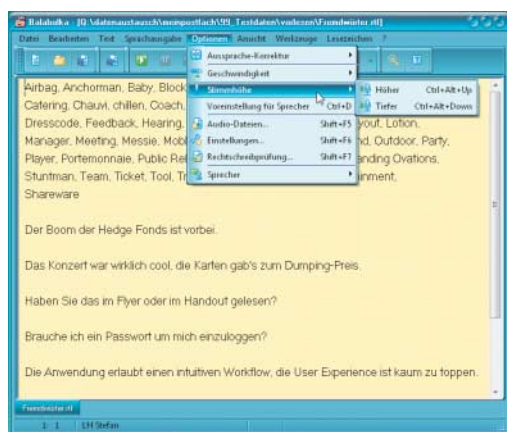 Balabolka - [Q:\datenaustausch\meinpostfach\99_Testdaten\vorlesen\Fremdwörter.rtf]
Datei Bearbeiten Text Sprachausgabe Optionen Ansicht Werkzeuge Lesezeichen ?
Aussprache-Korrektur
Geschwindigkeit
Stimmhöhe
Höher Ctrl+Alt+Up
Voreinstellung für Sprecher Ctrl+D
Tiefer Ctrl+Alt+Down
Audio-Dateien... Shift+F5
Einstellungen... Shift+F6
Rechtschreibprüfung... Shift+F7
Sprecher
Airbag, Anchorman, Baby, Block
Catering, Chauvi, chillen, Coach,
Dresscode, Feedback, Hearing, yout, Lotion,
Manager, Meeting, Messie, Mobb nd, Outdoor, Party,
Player, Portemonnaie, Public Rel anding Ovations,
Stuntman, Team, Ticket, Tool, Tr inment,
Shareware
Der Boom der Hedge Fonds ist vorbei.
Das Konzert war wirklich cool, die Karten gab's zum Dumping-Preis.
Haben Sie das im Flyer oder im Handout gelesen?
Brauche ich ein Passwort um mich einzuloggen?
Die Anwendung erlaubt einen intuitiven Workflow, die User Experience ist kaum zu toppen.
Fremdwörter.rtf
1: 1 LH Stefan